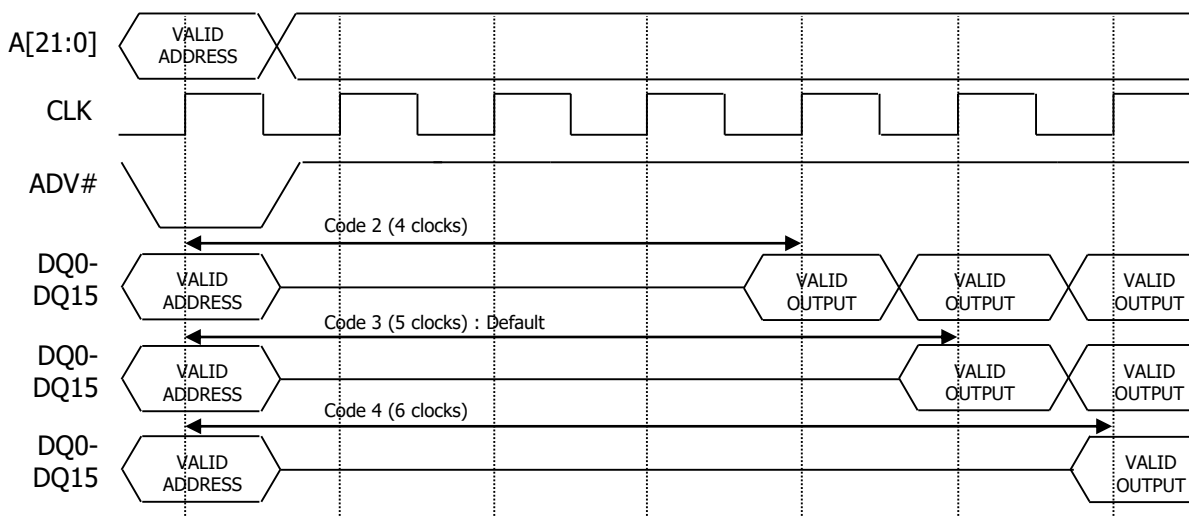 A[21:0]
VALID
ADDRESS
CLK
ADV#
Code 2 (4 clocks)
DQ0-
DQ15
VALID
ADDRESS
VALID
OUTPUT
VALID
OUTPUT
VALID
OUTPUT
Code 3 (5 clocks) : Default
DQ0-
DQ15
VALID
ADDRESS
VALID
OUTPUT
VALID
OUTPUT
Code 4 (6 clocks)
DQ0-
DQ15
VALID
ADDRESS
VALID
OUTPUT